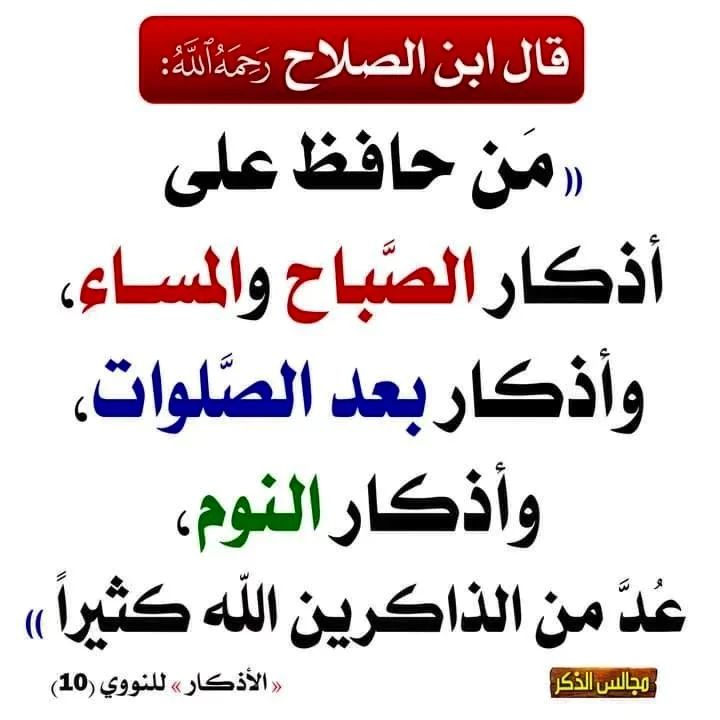 قال ابن الصلاح رَحِمَهُ ٱللَّهُ:
(( مَن حافظ على
أذكار الصَّباح والمساء،
وأذكار بعد الصَّلوات،
وأذكار النوم،
عُدَّ من الذاكرين الله كثيراً ))
« الأذكار » للنووي (10)
مجالس الذكر